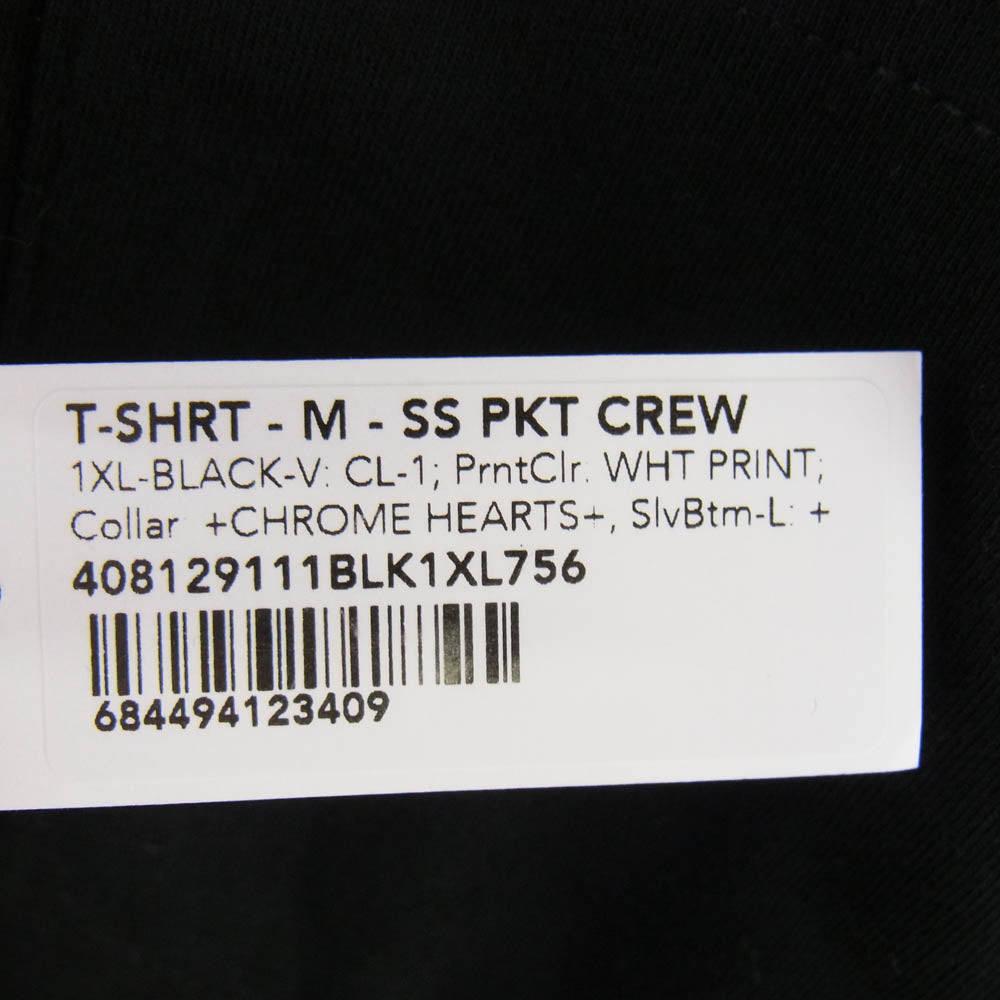 T-SHRT - M - SS PKT CREW
1XL-BLACK-V: CL-1; PrntClr: WHT PRINT;
Collar: +CHROME HEARTS+, SlvBtm-L: +
408129111BLK1XL756
684494123409